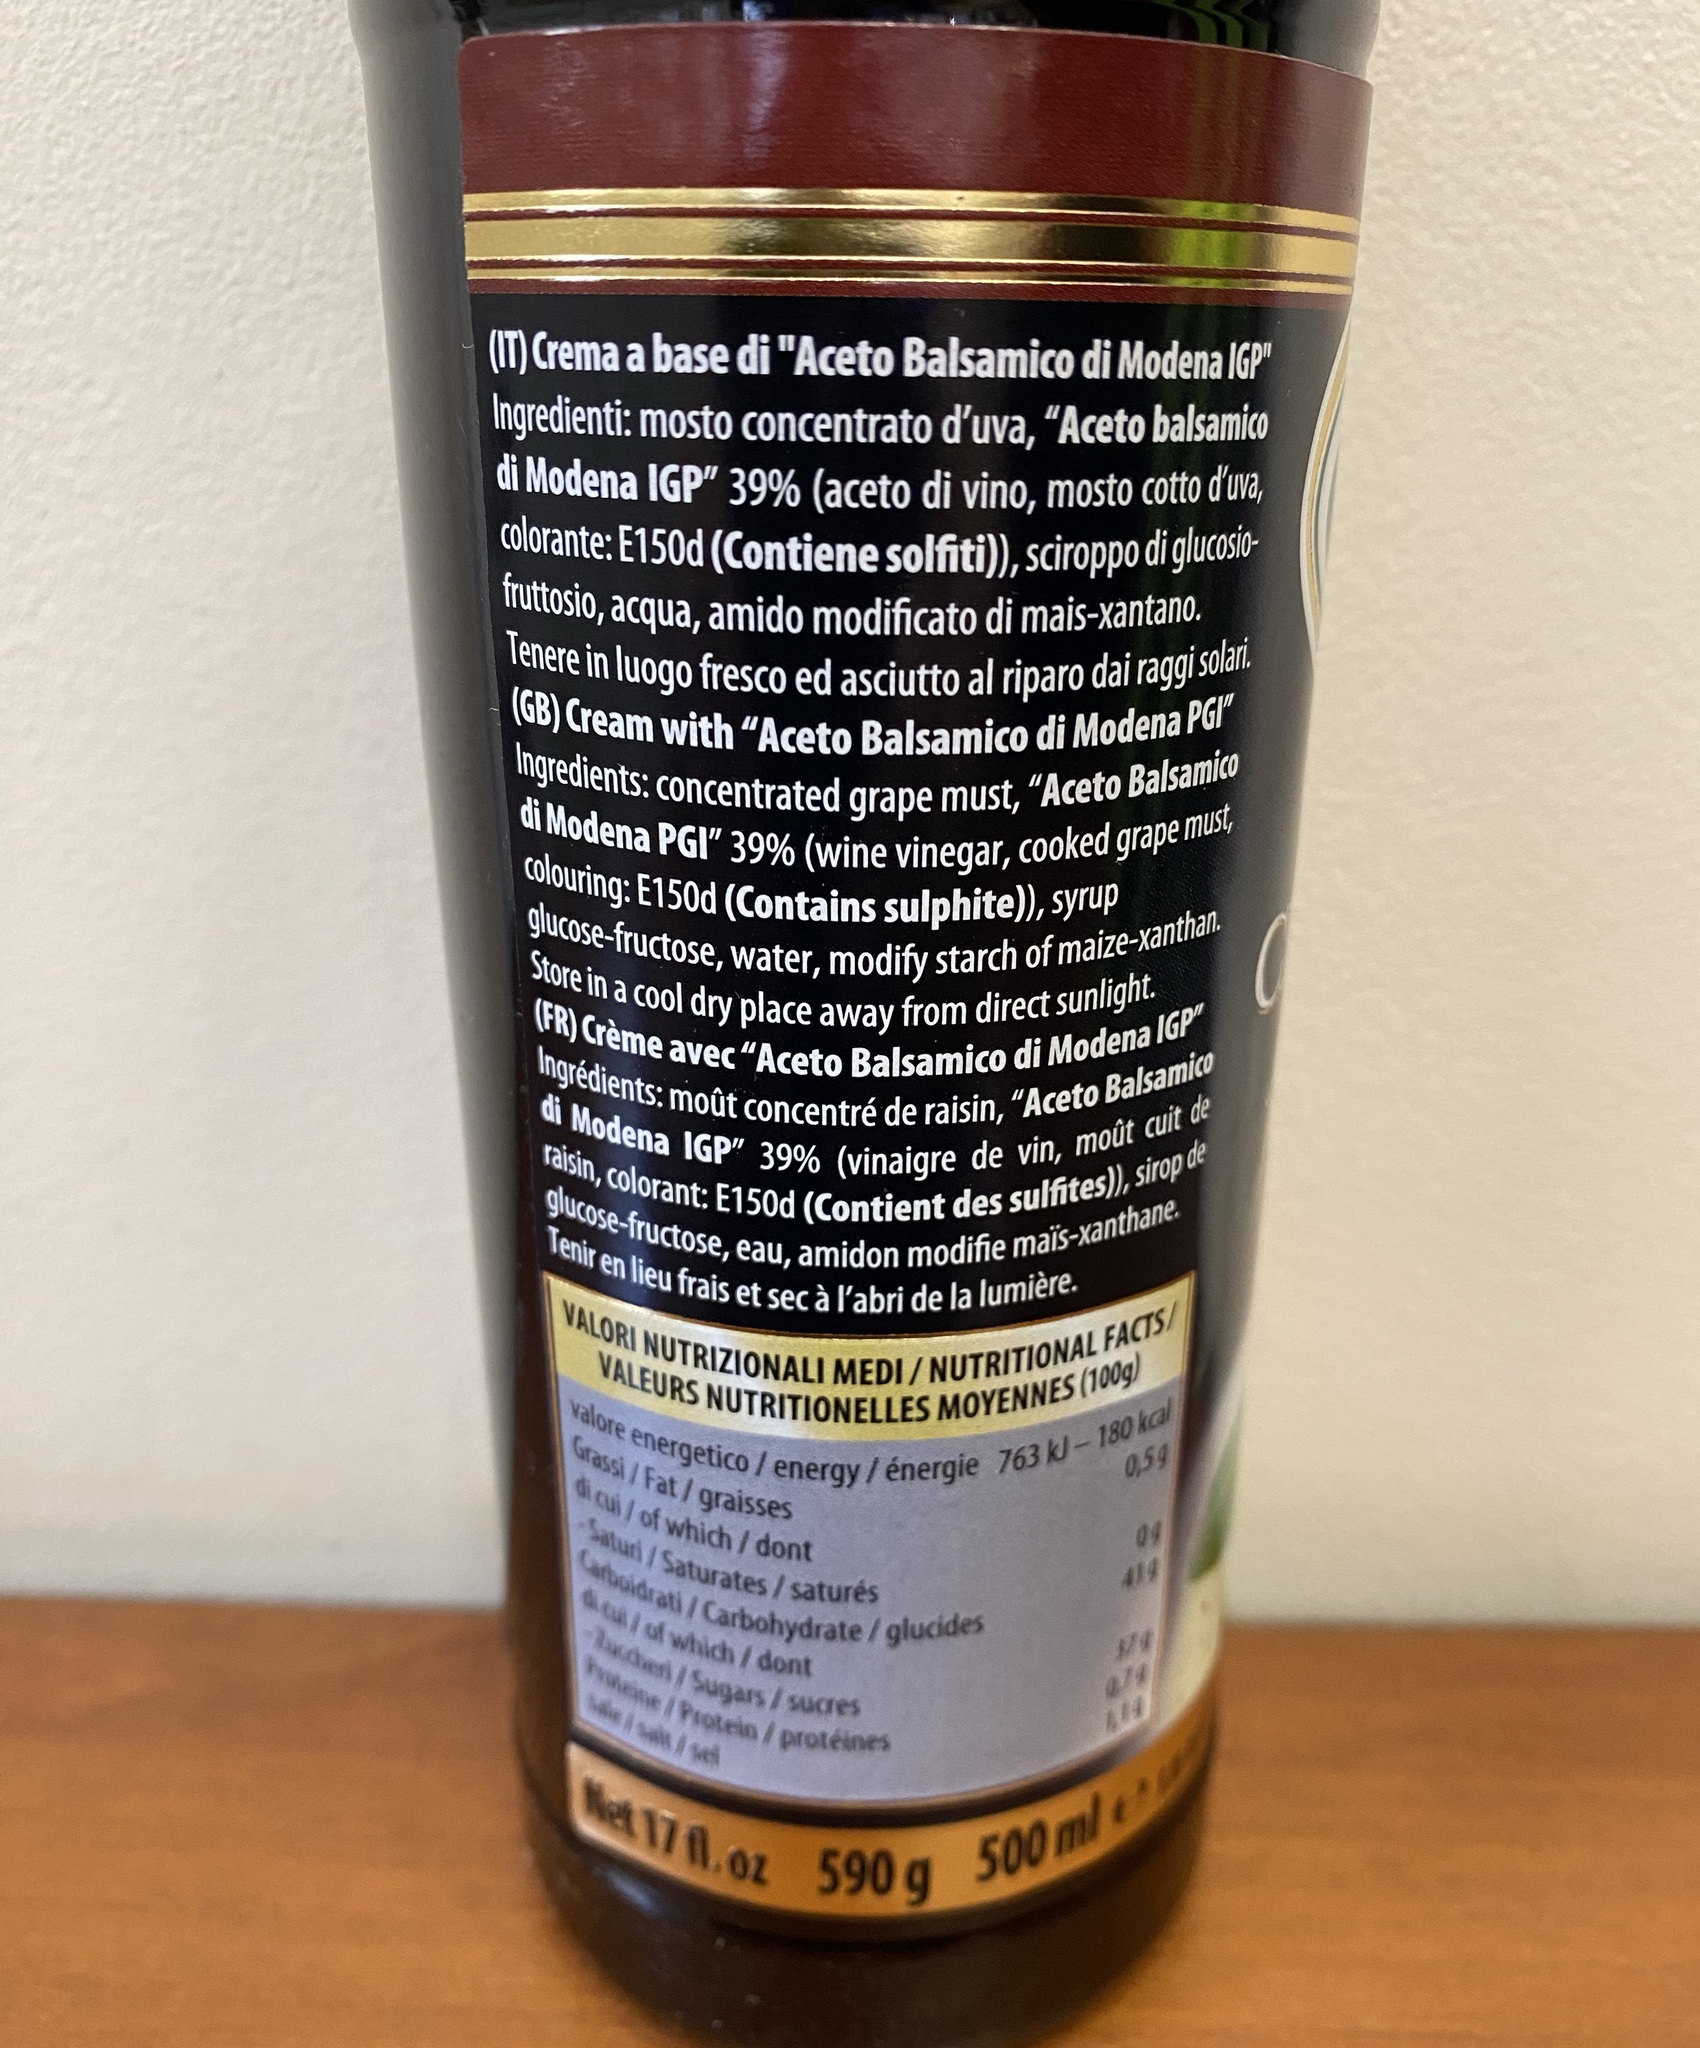 (IT) Crema a base di "Aceto Balsamico di Modena IGP"
Ingredienti: mosto concentrato d’uva, “Aceto balsamico
di Modena IGP” 39% (aceto di vino, mosto cotto d’uva,
colorante: E150d (Contiene solfiti)), sciroppo di glucosio-
fruttosio, acqua, amido modificato di mais-xantano.
Tenere in luogo fresco ed asciutto al riparo dai raggi solari.
(GB) Cream with “Aceto Balsamico di Modena PGI”
Ingredients: concentrated grape must, “Aceto Balsamico
di Modena PGI” 39% (wine vinegar, cooked grape must,
colouring: E150d (Contains sulphite)), syrup
glucose-fructose, water, modify starch of maize-xanthan.
Store in a cool dry place away from direct sunlight.
(FR) Crème avec “Aceto Balsamico di Modena IGP”
Ingrédients: moût concentré de raisin, “Aceto Balsamico
di Modena IGP” 39% (vinaigre de vin, moût cuit de
raisin, colorant: E150d (Contient des sulfites)), sirop de
glucose-fructose, eau, amidon modifie maïs-xanthane.
Tenir en lieu frais et sec à l’abri de la lumière.
VALORI NUTRIZIONALI MEDI / NUTRITIONAL FACTS /
VALEURS NUTRITIONELLES MOYENNES (100g)
valore energetico / energy / énergie 763 kJ – 180 kcal
Grassi / Fat / graisses 0,5 g
di cui / of which / dont
- Saturi / Saturates / saturés 0 g
Carboidrati / Carbohydrate / glucides 41 g
di cui / of which / dont
- Zuccheri / Sugars / sucres 37 g
Proteine / Protein / protéines 0,7 g
Sale / salt / sel 1,1 g
Net 17 fl. oz 590 g 500 ml e